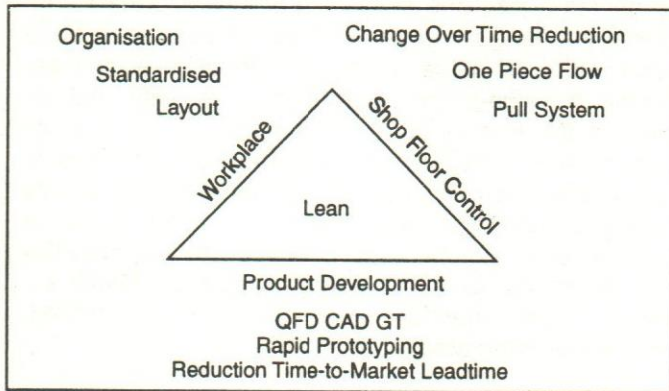 Organisation
Standardised
Layout
Change Over Time Reduction
One Piece Flow
Pull System
Workplace
Shop Floor Control
Lean
Product Development
QFD CAD GT
Rapid Prototyping
Reduction Time-to-Market Leadtime